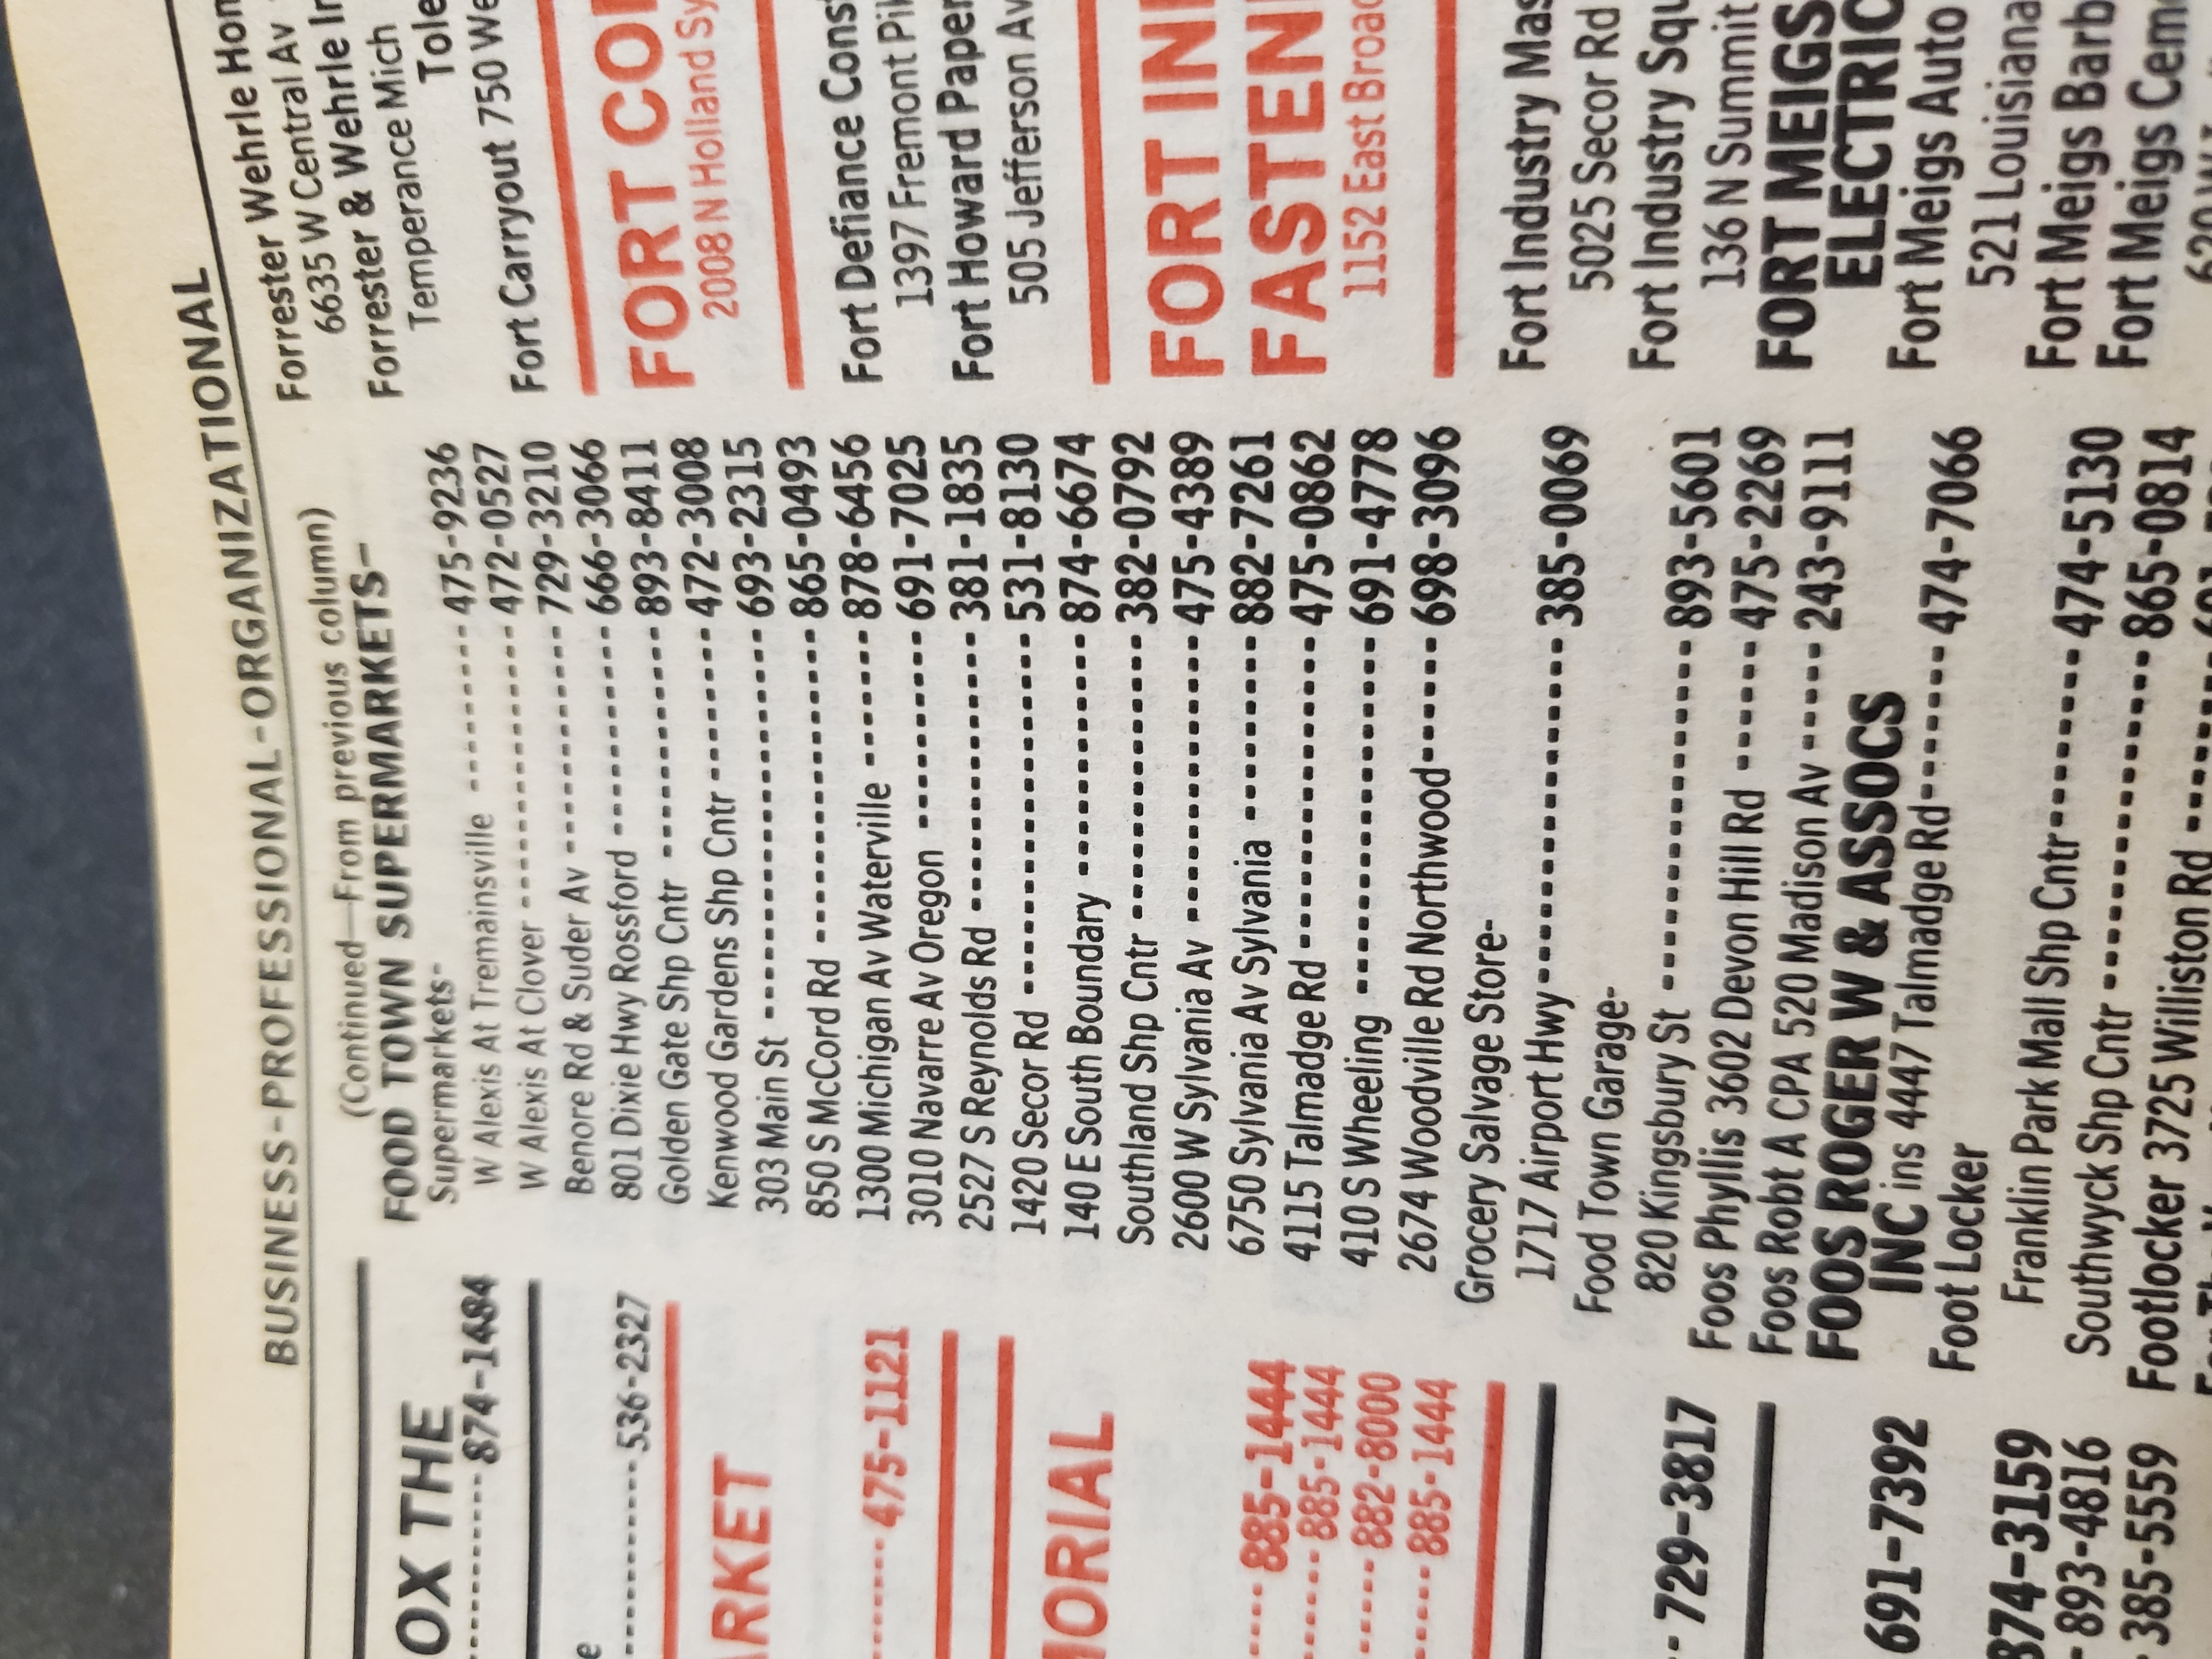 BUSINESS-PROFESSIONAL-ORGANIZATIONAL
OX THE
874-1484
536-2327
ARKET
475-1121
885-1444
885-1444
882-8000
885-1444
729-3817
691-7392
874-3159
893-4816
385-5559
(Continued—From previous column)
FOOD TOWN SUPERMARKETS-
Supermarkets-
W Alexis At Tremainsville --------- 475-9236
W Alexis At Clover ---------------- 472-0527
Benore Rd & Suder Av ------------- 729-3210
801 Dixie Hwy Rossford ----------- 666-3066
Golden Gate Shp Cntr ------------- 893-8411
Kenwood Gardens Shp Cntr -------- 472-3008
303 Main St ---------------------- 693-2315
850 S McCord Rd ------------------ 865-0493
1300 Michigan Av Waterville ------- 878-6456
3010 Navarre Av Oregon ---------- 691-7025
2527 S Reynolds Rd -------------- 381-1835
1420 Secor Rd ------------------- 531-8130
140 E South Boundary ------------ 874-6674
Southland Shp Cntr -------------- 382-0792
2600 W Sylvania Av -------------- 475-4389
6750 Sylvania Av Sylvania -------- 882-7261
4115 Talmadge Rd --------------- 475-0862
410 S Wheeling ------------------ 691-4778
2674 Woodville Rd Northwood ----- 698-3096
Grocery Salvage Store-
1717 Airport Hwy ---------------- 385-0069
Food Town Garage-
820 Kingsbury St ---------------- 893-5601
Foos Phyllis 3602 Devon Hill Rd ------ 475-2269
Foos Robt A CPA 520 Madison Av ----- 243-9111
FOOS ROGER W & ASSOCS
INC ins 4447 Talmadge Rd ------- 474-7066
Foot Locker
Franklin Park Mall Shp Cntr -------- 474-5130
Southwyck Shp Cntr -------------- 865-0814
Footlocker 3725 Williston Rd
Forrester Wehrle Hom
6635 W Central Av
Forrester & Wehrle
Temperance Mich
Fort Carryout 750
FORT
2008 N Holland
Fort Defiance Const
1397 Fremont
Fort Howard Paper
505 Jefferson Av
FORT
1152 East
Fort Industry
5025 Secor Rd
Fort Industry
136 N Summit
FORT MEIGS
ELECTRIC
Fort Meigs Auto
521 Louisiana
Fort Meigs Barb
Fort Meigs Cem